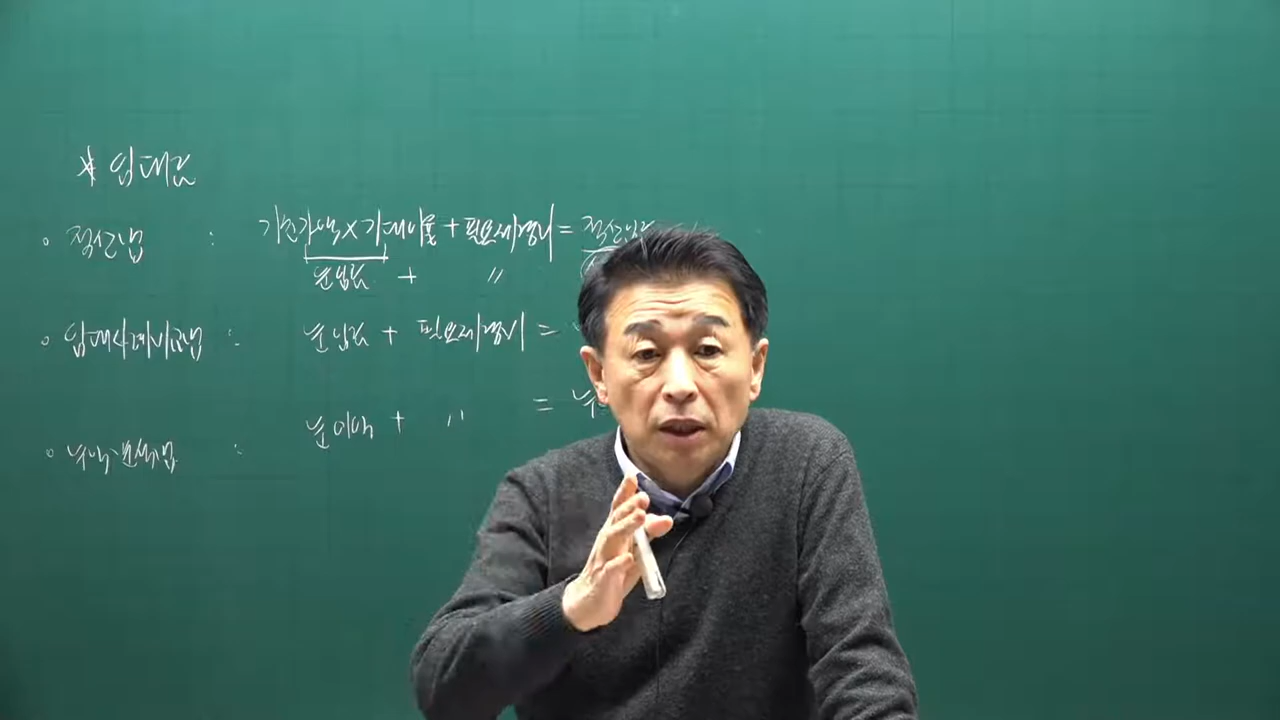 * 임대료
• 적산법 : 기초가액 × 기대이율 + 필요제경비 = 적산임료
순임료 + 〃
• 임대사례비교법 : 순임료 + 필요제경비 =
• 수익분석법 : 순이익 + 〃 = 수